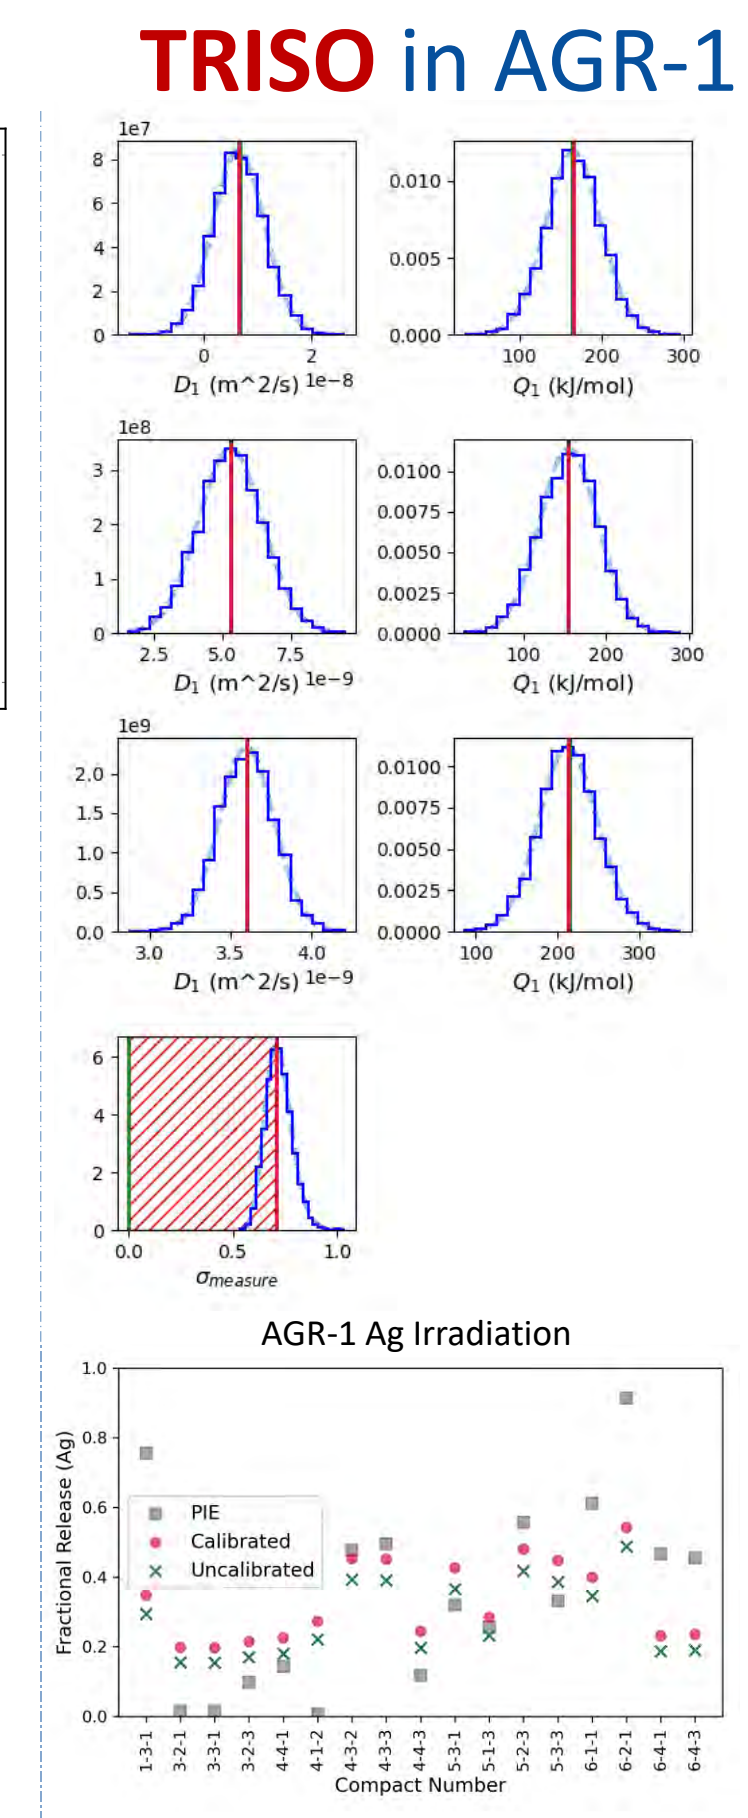 TRISO in AGR-1
1e7
8
6
4
2
0
0 2
D1 (m^2/s) 1e−8
0.010
0.005
0.000
100 200 300
Q1 (kJ/mol)
1e8
3
2
1
0
2.5 5.0 7.5
D1 (m^2/s) 1e−9
0.0100
0.0075
0.0050
0.0025
0.0000
100 200 300
Q1 (kJ/mol)
1e9
2.0
1.5
1.0
0.5
0.0
3.0 3.5 4.0
D1 (m^2/s) 1e−9
0.0100
0.0075
0.0050
0.0025
0.0000
100 200 300
Q1 (kJ/mol)
6
4
2
0
0.0 0.5 1.0
σmeasure
AGR-1 Ag Irradiation
Fractional Release (Ag)
1.0
0.8
0.6
0.4
0.2
0.0
PIE
Calibrated
Uncalibrated
1-3-1
3-2-1
3-3-1
3-2-3
4-4-1
4-1-2
4-3-2
4-3-3
4-4-3
5-3-1
5-1-3
5-2-3
5-3-3
6-1-1
6-2-1
6-4-1
6-4-3
Compact Number